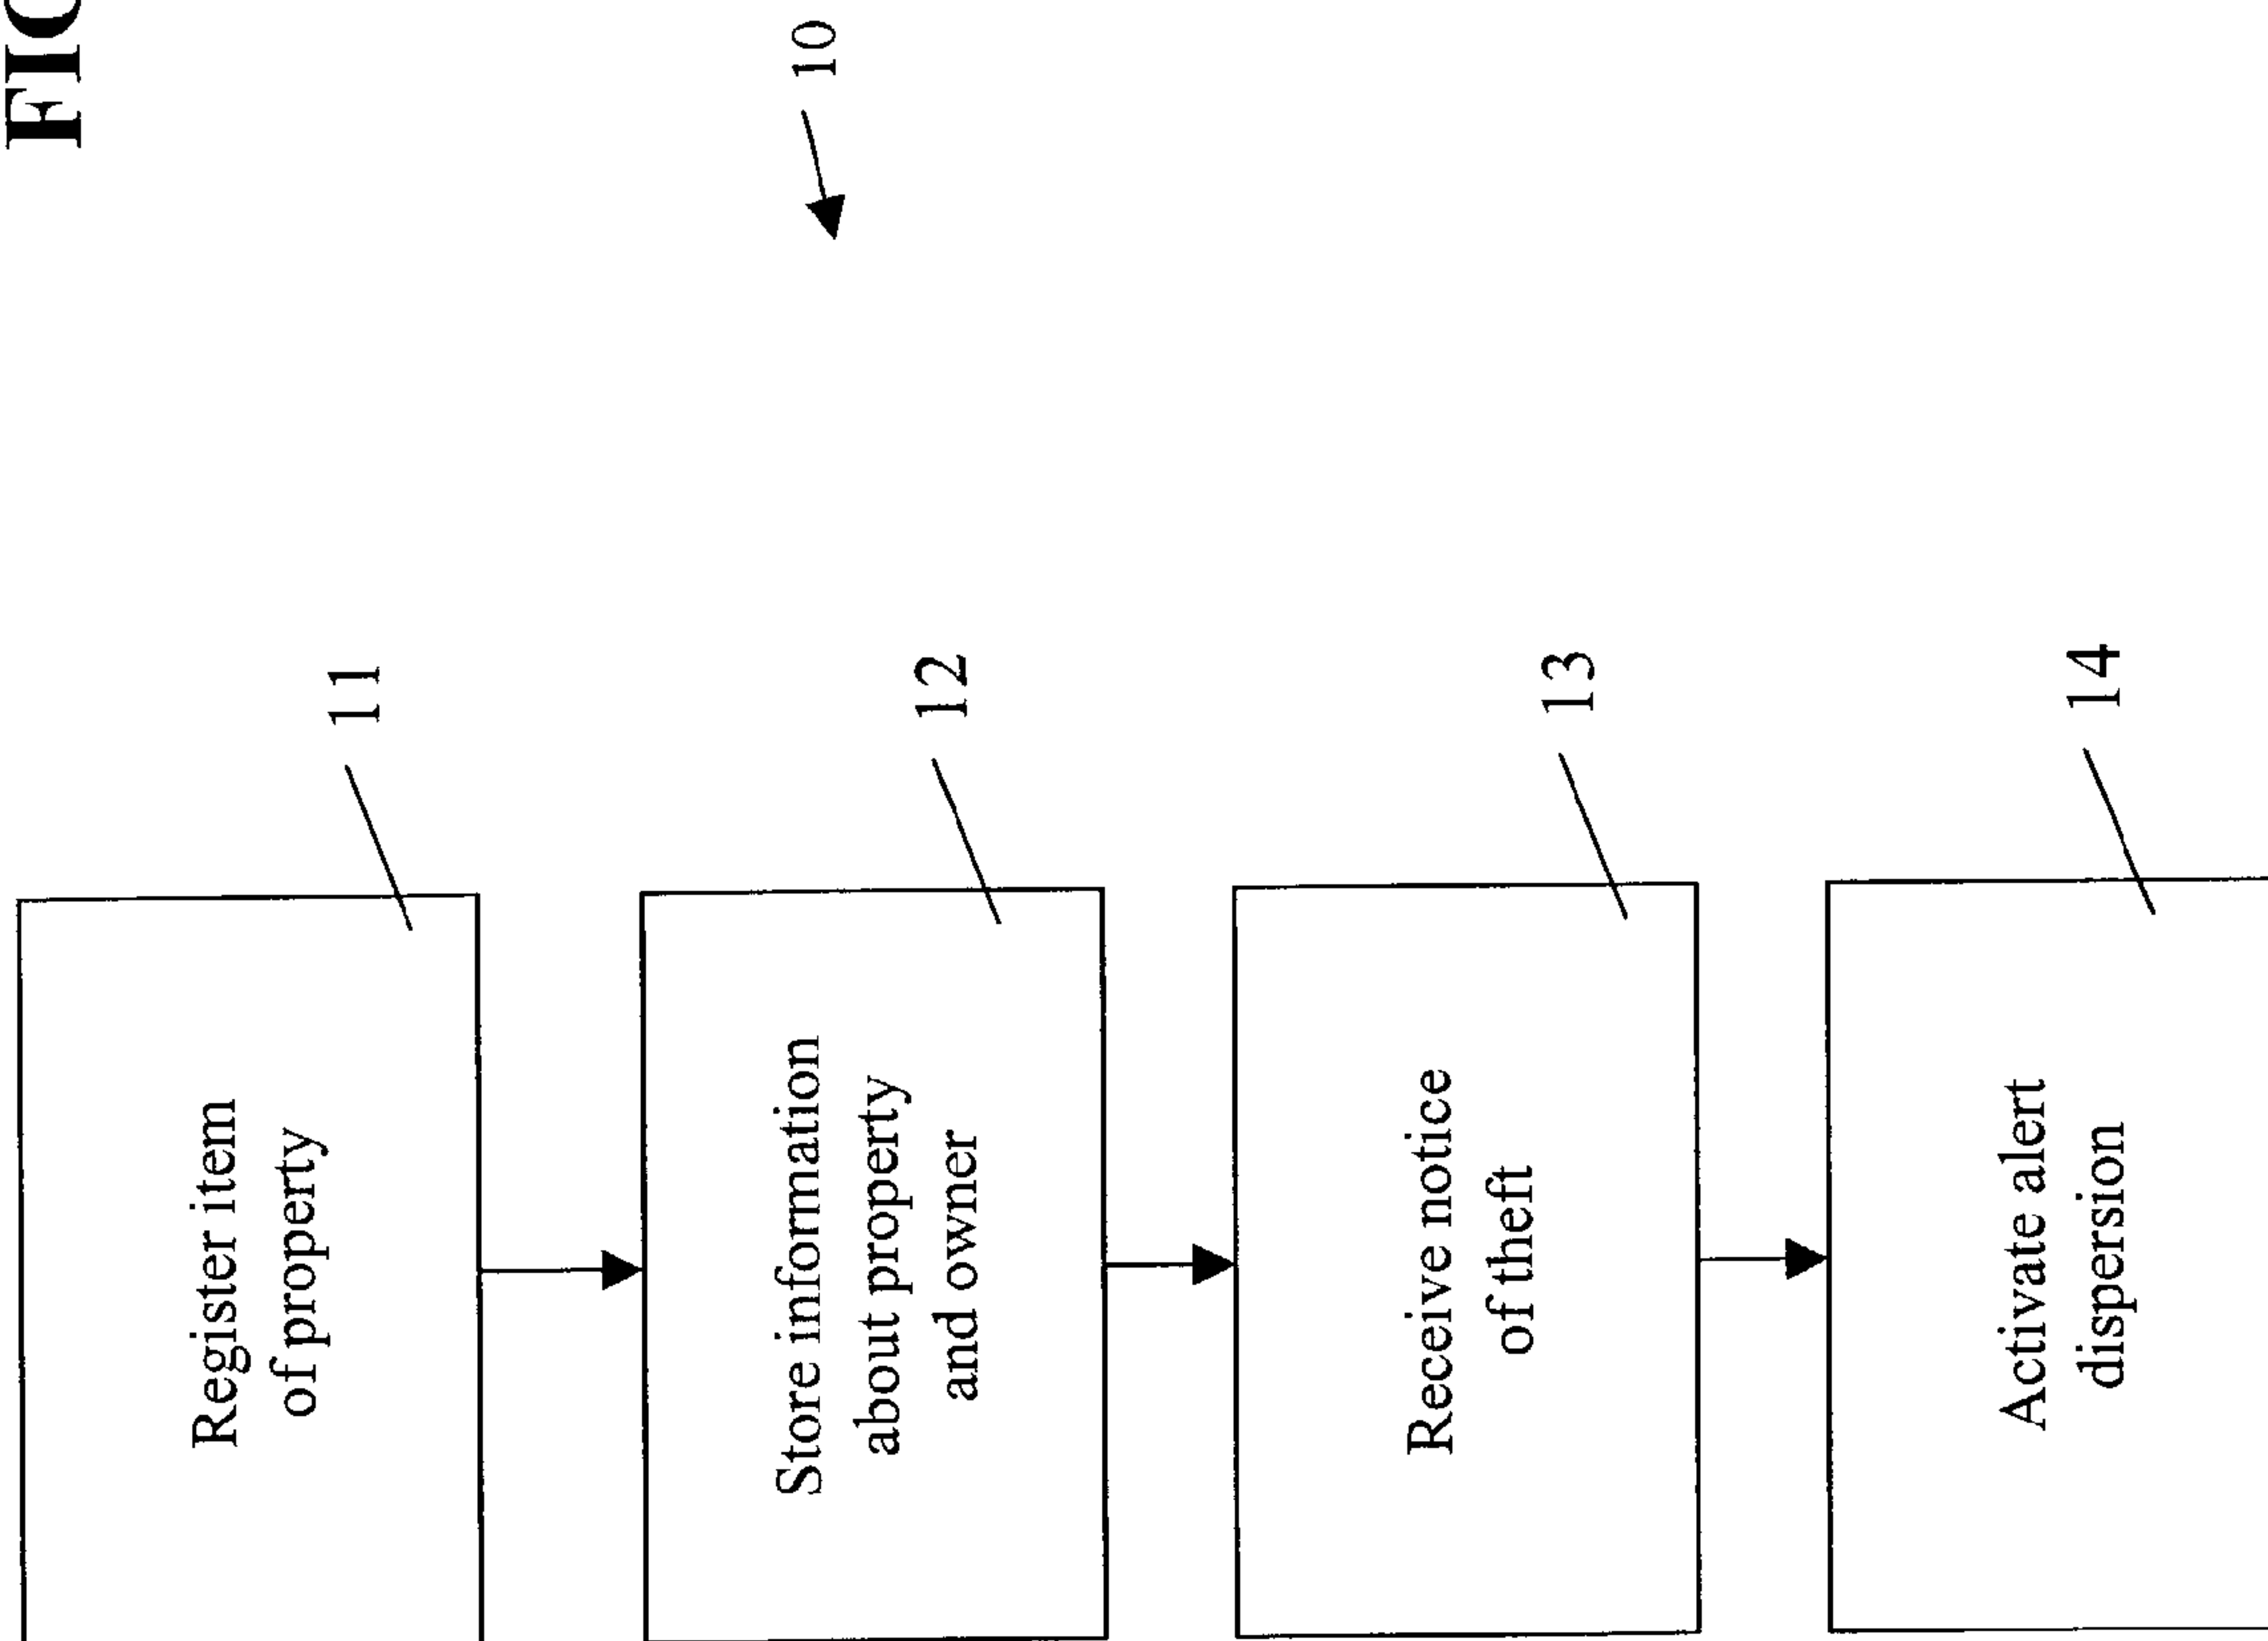 10
11
Register item
of property
12
Store information
about property
and owner
13
Receive notice
of theft
14
Activate alert
dispersion